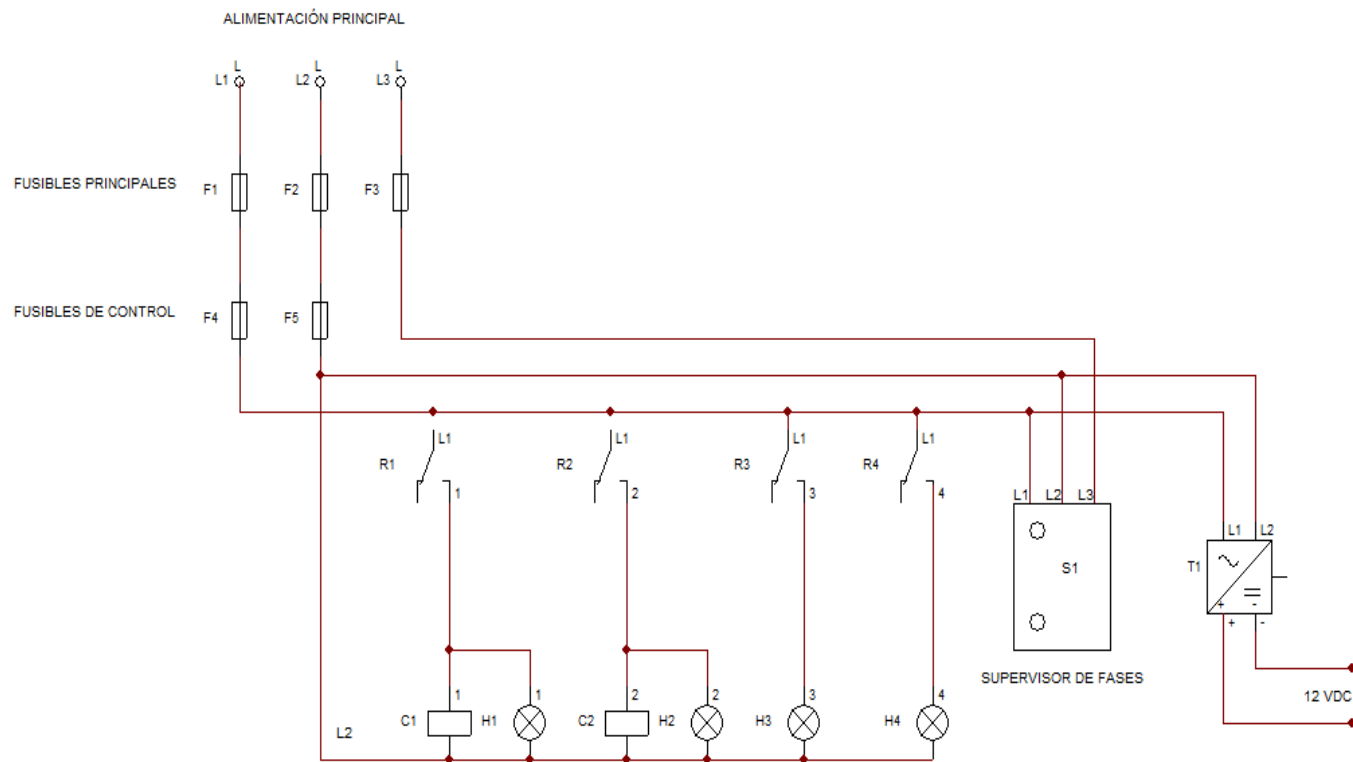 ALIMENTACIÓN PRINCIPAL
L L L
L1 L2 L3
FUSIBLES PRINCIPALES F1 F2 F3
FUSIBLES DE CONTROL F4 F5
L1 L1 L1 L1
R1 R2 R3 R4
1 2 3 4 L1 L2 L3
L1 L2
T1 S1
+ -
+ -
SUPERVISOR DE FASES
1 1 2 2 3 4 12 VDC
C1 H1 C2 H2 H3 H4
L2